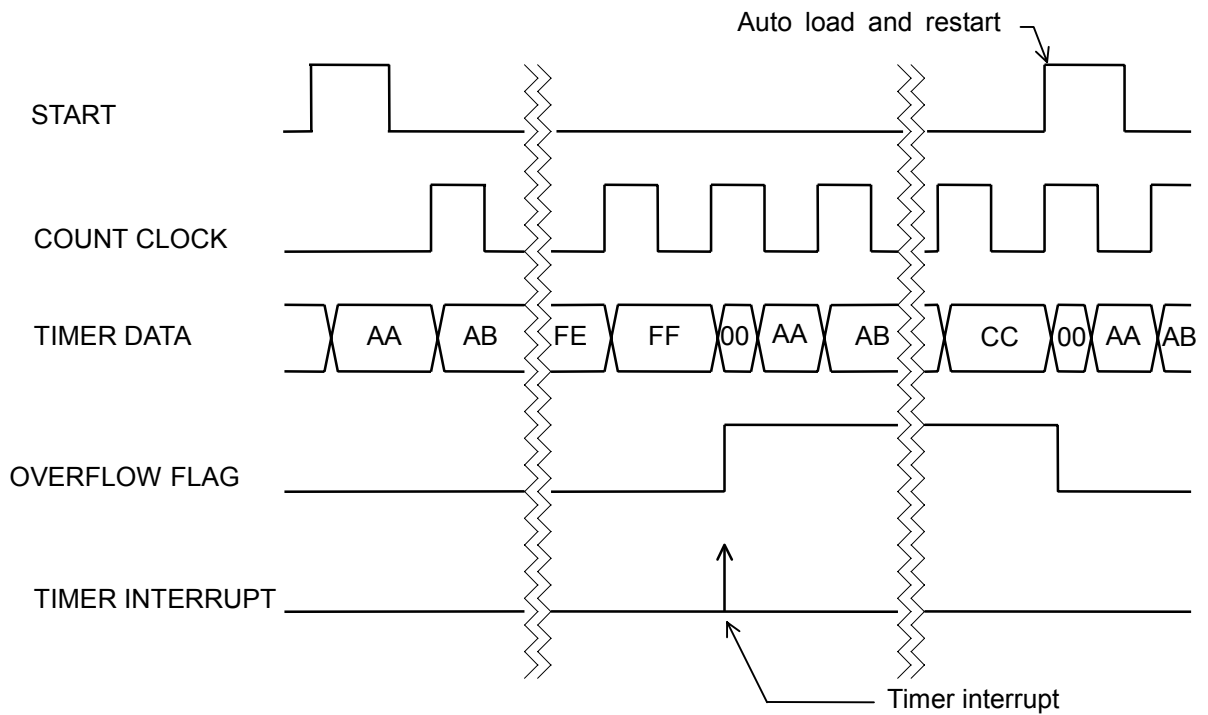 Auto load and restart
START
COUNT CLOCK
TIMER DATA AA AB FE FF 00 AA AB CC 00 AA AB
OVERFLOW FLAG
TIMER INTERRUPT
Timer interrupt